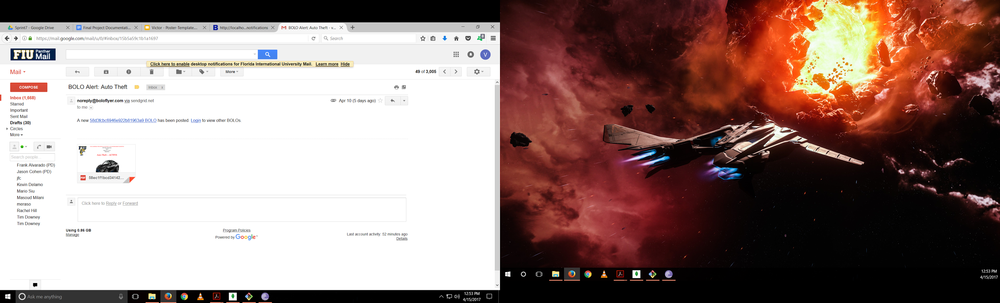 Sprint7 - Google Drive
Final Project Documentati...
Victor - Poster-Template....
http://localho...notifications
BOLO Alert: Auto Theft - v...
https://mail.google.com/mail/u/0/#inbox/15b5a59c1b1a1697
Search
0
FIU Panther Mail
V
Click here to enable desktop notifications for Florida International University Mail. Learn more Hide
Mail
More
49 of 3,005
COMPOSE
BOLO Alert: Auto Theft
Inbox x
Inbox (1,668)
Starred
Important
Sent Mail
Drafts (30)
Circles
More
noreply@boloflyer.com via sendgrid.net
Apr 10 (5 days ago)
to me
A new 58d3fcbc6946e922b81963a9 BOLO has been posted. Login to view other BOLOs.
FIU
Auto Theft -- ACTIVE
PDF 58ec1f1bcd34142...
Search people...
Frank Alvarado (PD)
Jason Cohen (PD)
jfc
Kevin Delamo
Mario Siu
Masoud Milani
meraso
Rachel Hill
Tim Downey
Tim Downey
Click here to Reply or Forward
Using 0.86 GB
Manage
Program Policies
Powered by Google™
Last account activity: 52 minutes ago
Details
Ask me anything
12:53 PM
4/15/2017
12:53 PM
4/15/2017